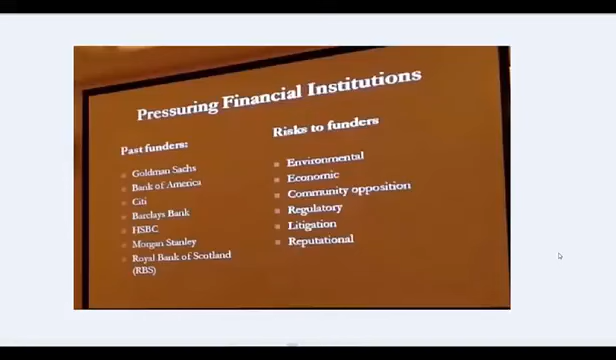 Pressuring Financial Institutions
Past funders:
Goldman Sachs
Bank of America
Citi
Barclays Bank
HSBC
Morgan Stanley
Royal Bank of Scotland
(RBS)
Risks to funders
Environmental
Economic
Community opposition
Regulatory
Litigation
Reputational